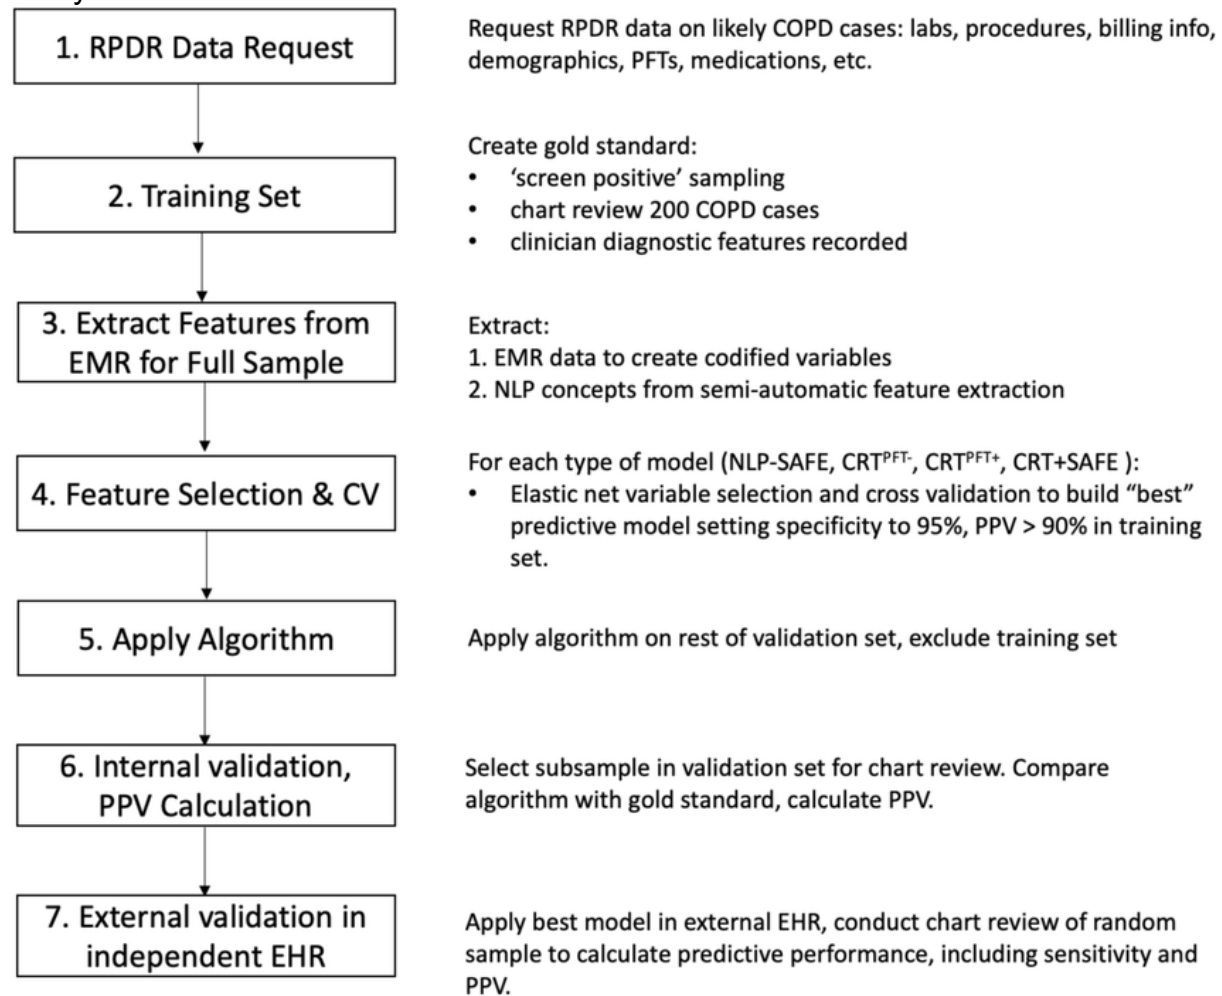 1. RPDR Data Request
Request RPDR data on likely COPD cases: labs, procedures, billing info,
demographics, PFTs, medications, etc.
2. Training Set
Create gold standard:
• ‘screen positive’ sampling
• chart review 200 COPD cases
• clinician diagnostic features recorded
3. Extract Features from
EMR for Full Sample
Extract:
1. EMR data to create codified variables
2. NLP concepts from semi-automatic feature extraction
4. Feature Selection & CV
For each type of model (NLP-SAFE, CRTPFT-, CRTPFT+, CRT+SAFE ):
• Elastic net variable selection and cross validation to build “best”
predictive model setting specificity to 95%, PPV > 90% in training
set.
5. Apply Algorithm
Apply algorithm on rest of validation set, exclude training set
6. Internal validation,
PPV Calculation
Select subsample in validation set for chart review. Compare
algorithm with gold standard, calculate PPV.
7. External validation in
independent EHR
Apply best model in external EHR, conduct chart review of random
sample to calculate predictive performance, including sensitivity and
PPV.